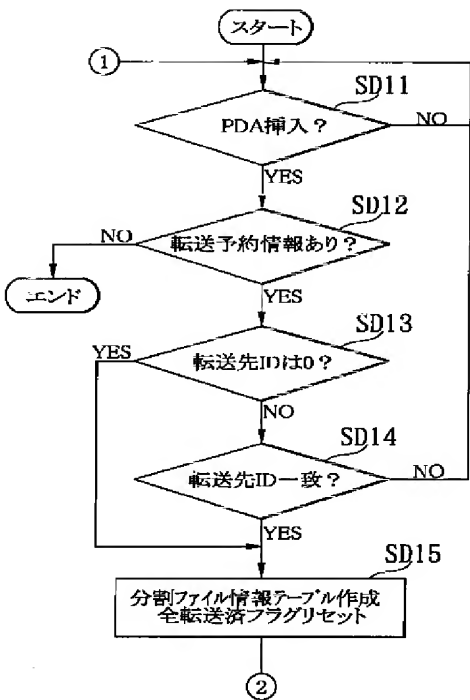 スタート
①
SD11
PDA挿入？
NO
YES
SD12
転送予約情報あり？
NO
エンド
YES
SD13
転送先IDは0？
YES
NO
SD14
転送先ID一致？
NO
YES
SD15
分割ファイル情報テーブル作成
全転送済フラグリセット
②